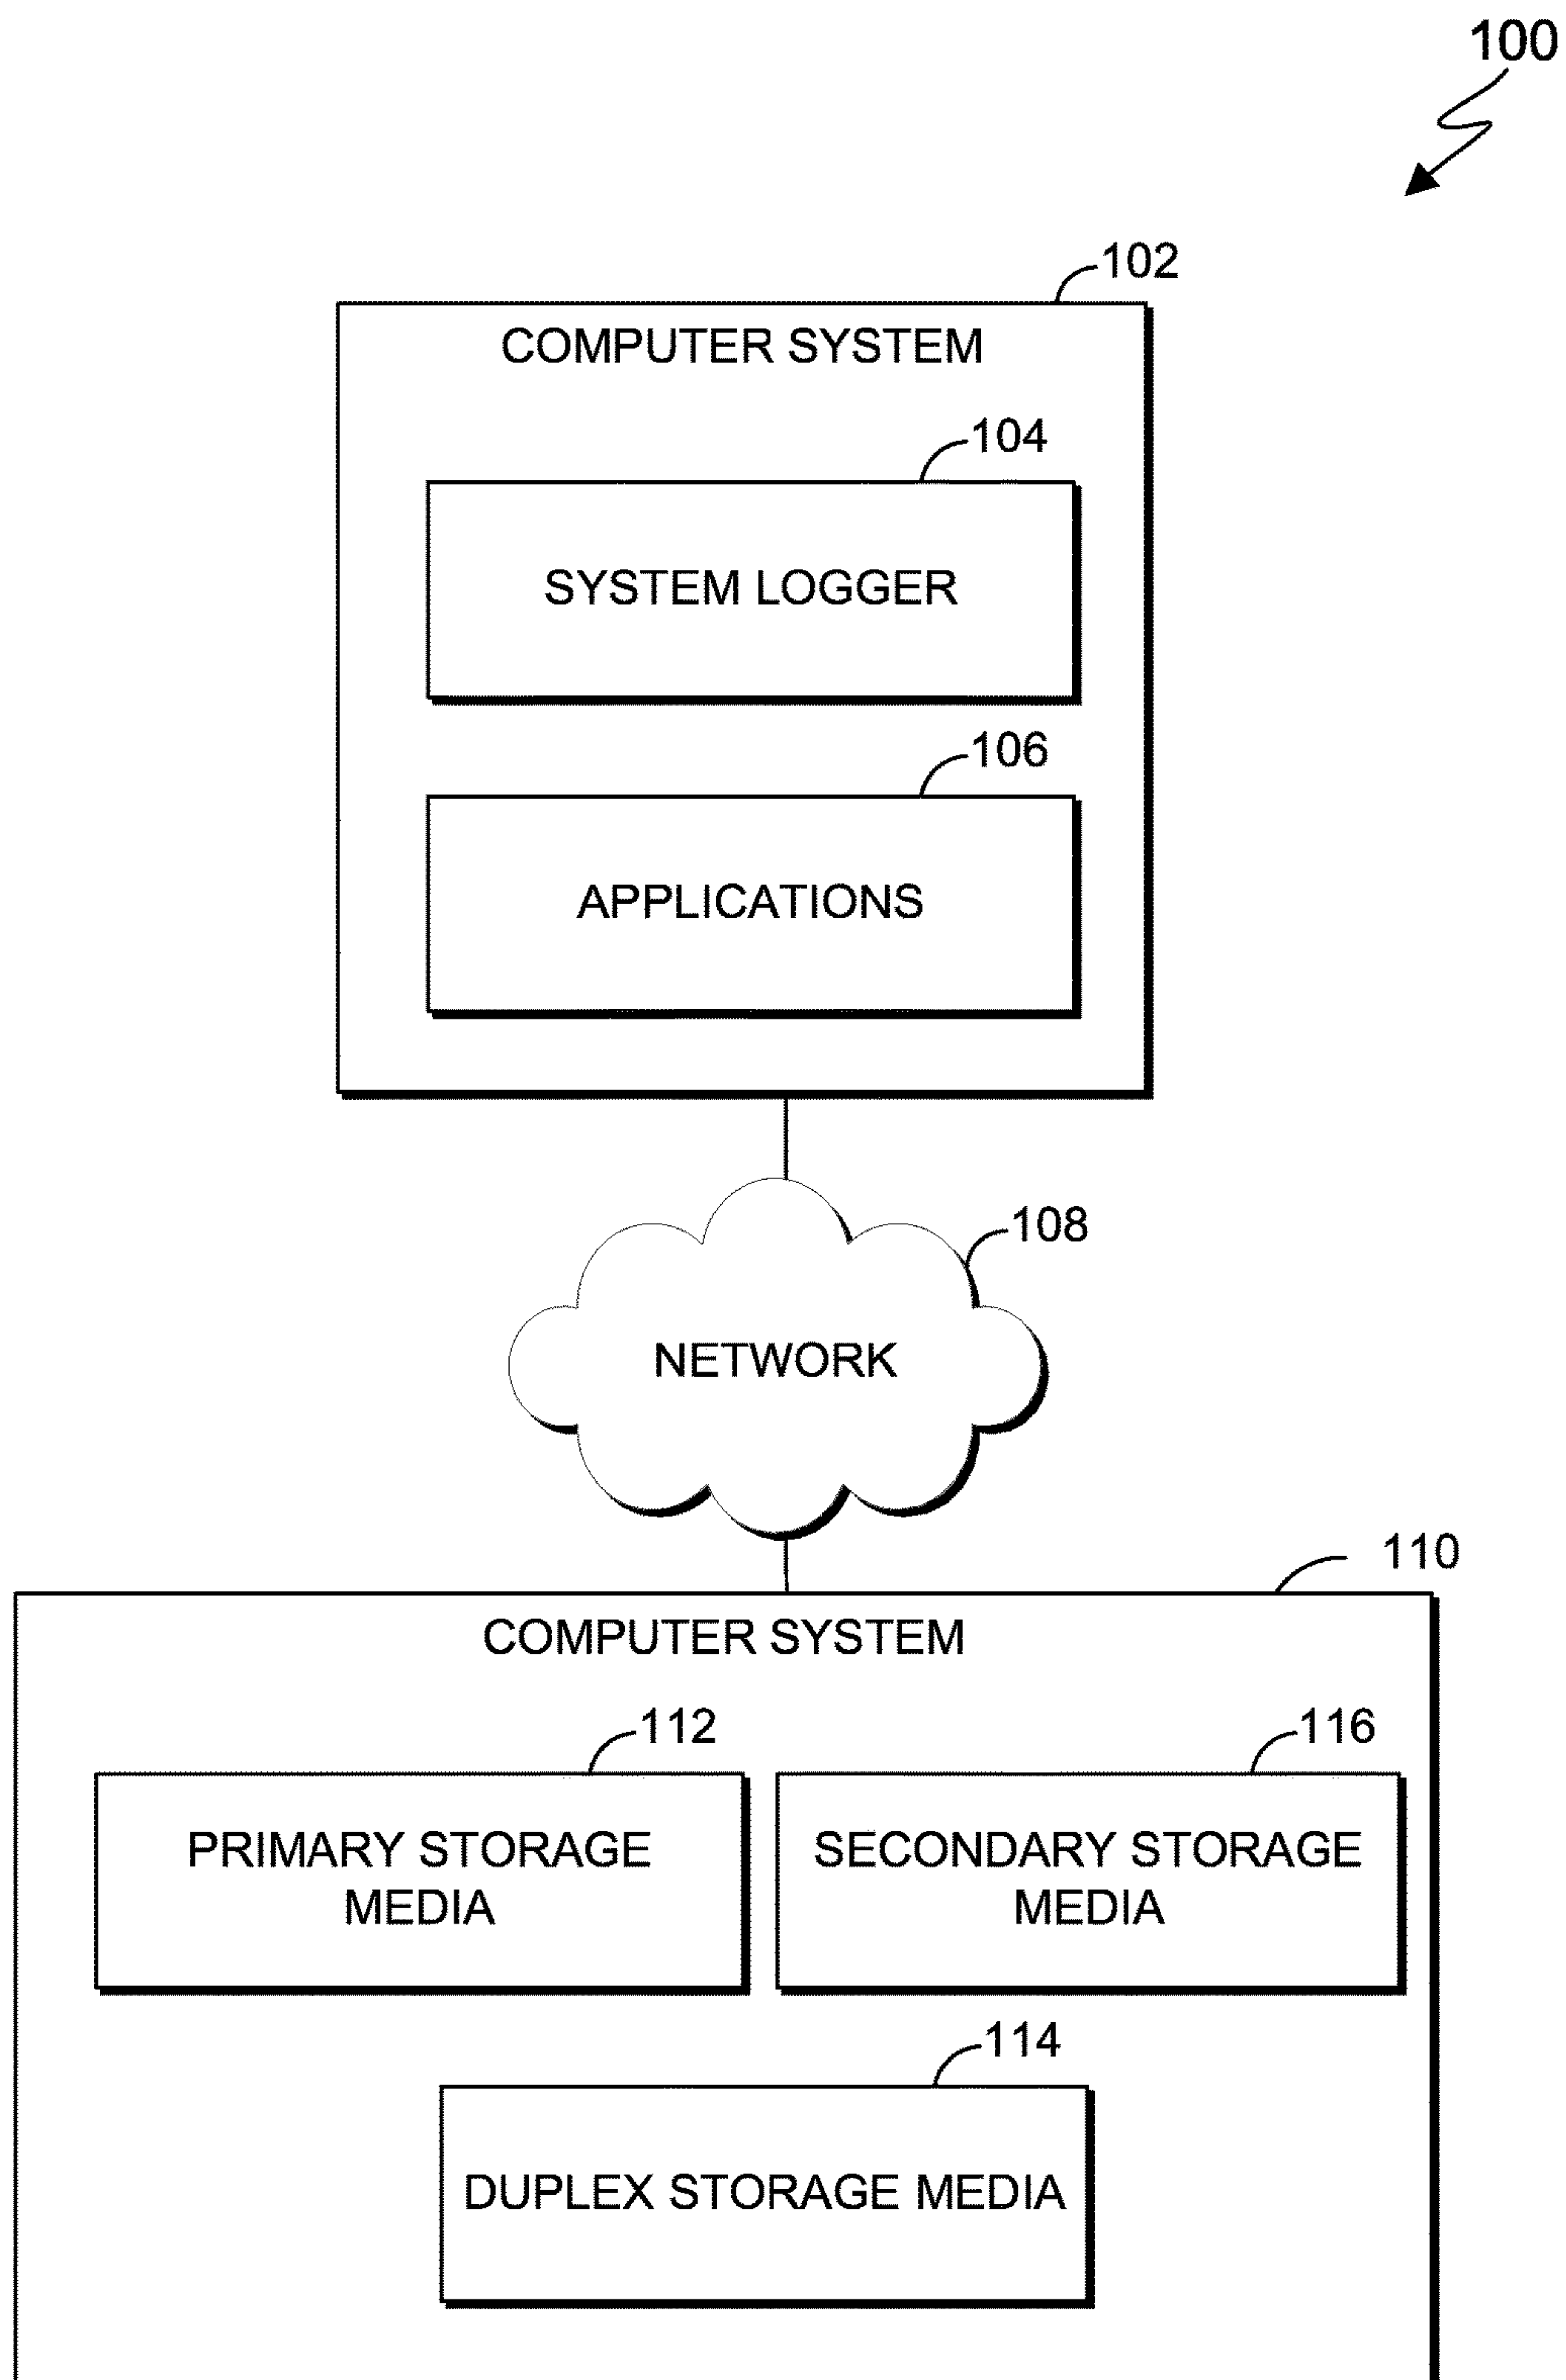 100
102
COMPUTER SYSTEM
104
SYSTEM LOGGER
106
APPLICATIONS
108
NETWORK
110
COMPUTER SYSTEM
112
PRIMARY STORAGE
MEDIA
116
SECONDARY STORAGE
MEDIA
114
DUPLEX STORAGE MEDIA